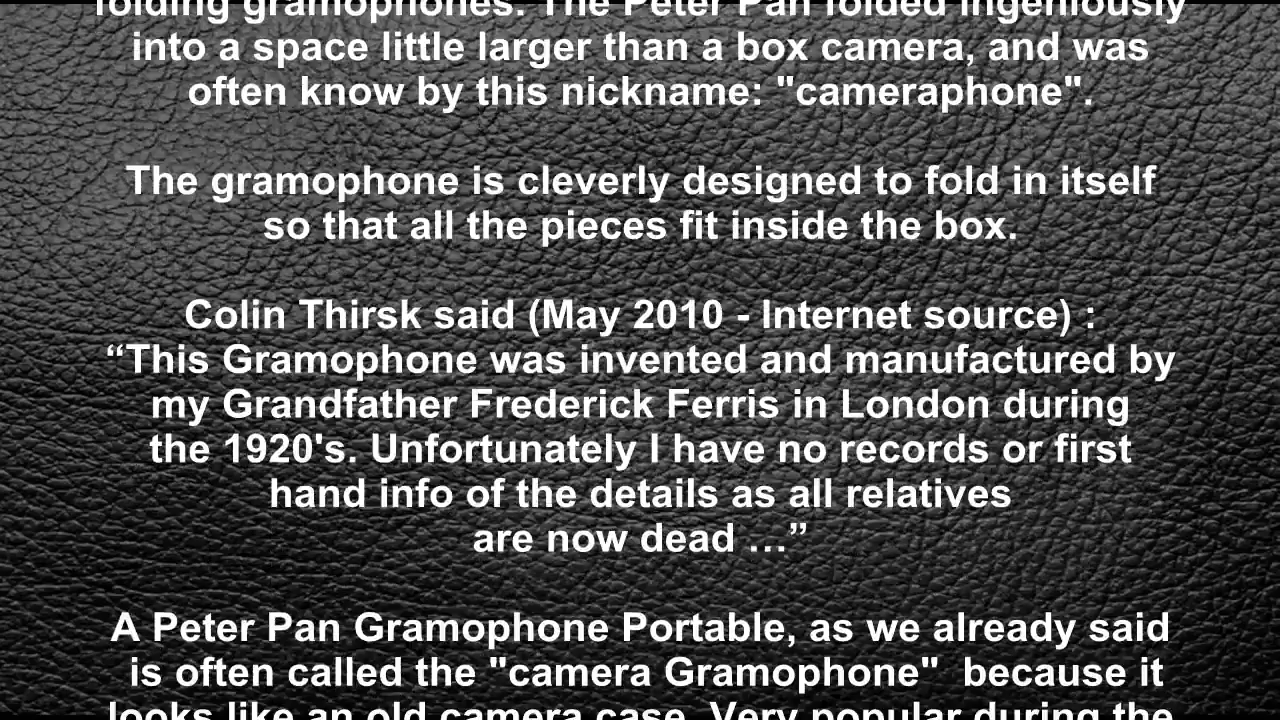 folding gramophones. The Peter Pan folded ingeniously
into a space little larger than a box camera, and was
often know by this nickname: "cameraphone".
The gramophone is cleverly designed to fold in itself
so that all the pieces fit inside the box.
Colin Thirsk said (May 2010 - Internet source) :
“This Gramophone was invented and manufactured by
my Grandfather Frederick Ferris in London during
the 1920's. Unfortunately I have no records or first
hand info of the details as all relatives
are now dead …”
A Peter Pan Gramophone Portable, as we already said
is often called the "camera Gramophone"  because it
looks like an old camera case. Very popular during the